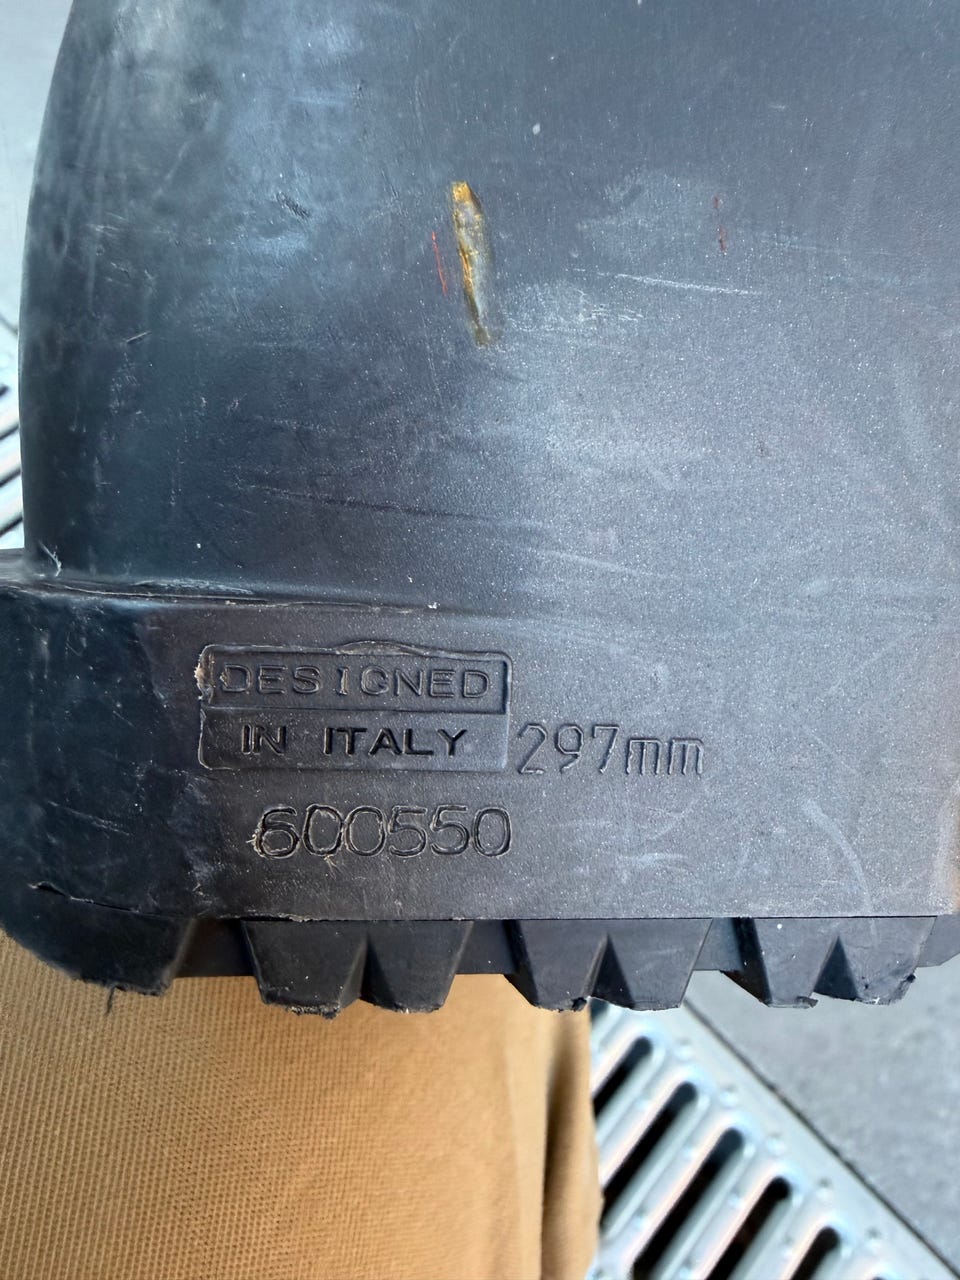 DESIGNED
IN ITALY
297mm
600550